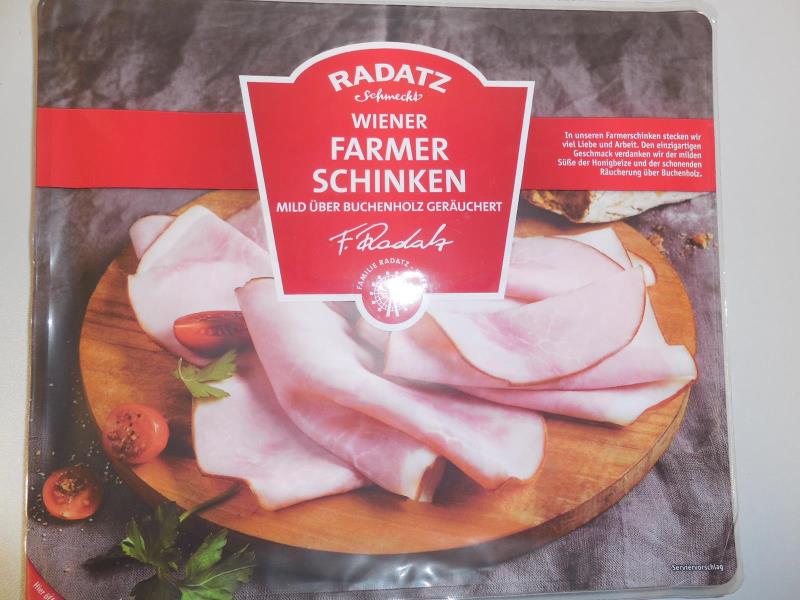 RADATZ
Schmeckt
WIENER
FARMER
SCHINKEN
MILD ÜBER BUCHENHOLZ GERÄUCHERT
F. Radatz
FAMILIE RADATZ
In unseren Farmerschinken stecken wir
viel Liebe und Arbeit. Den einzigartigen
Geschmack verdanken wir der milden
Süße der Honigbeize und der schonenden
Räucherung über Buchenholz.
Serviervorschlag
Hier